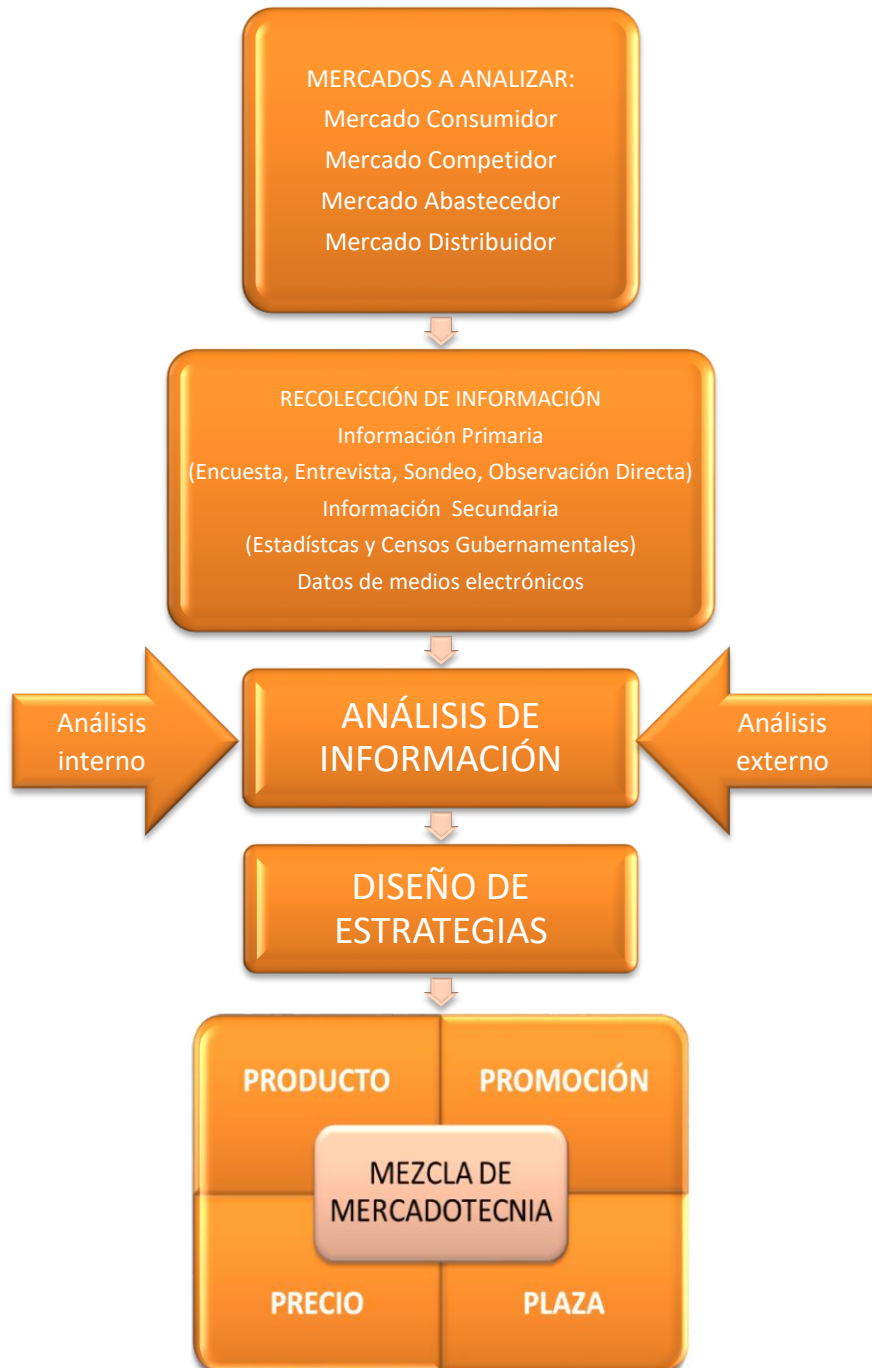 MERCADOS A ANALIZAR:
Mercado Consumidor
Mercado Competidor
Mercado Abastecedor
Mercado Distribuidor
RECOLECCIÓN DE INFORMACIÓN
Información Primaria
(Encuesta, Entrevista, Sondeo, Observación Directa)
Información  Secundaria
(Estadístcas y Censos Gubernamentales)
Datos de medios electrónicos
Análisis
interno
ANÁLISIS DE
INFORMACIÓN
Análisis
externo
DISEÑO DE
ESTRATEGIAS
PRODUCTO
PROMOCIÓN
MEZCLA DE
MERCADOTECNIA
PRECIO
PLAZA